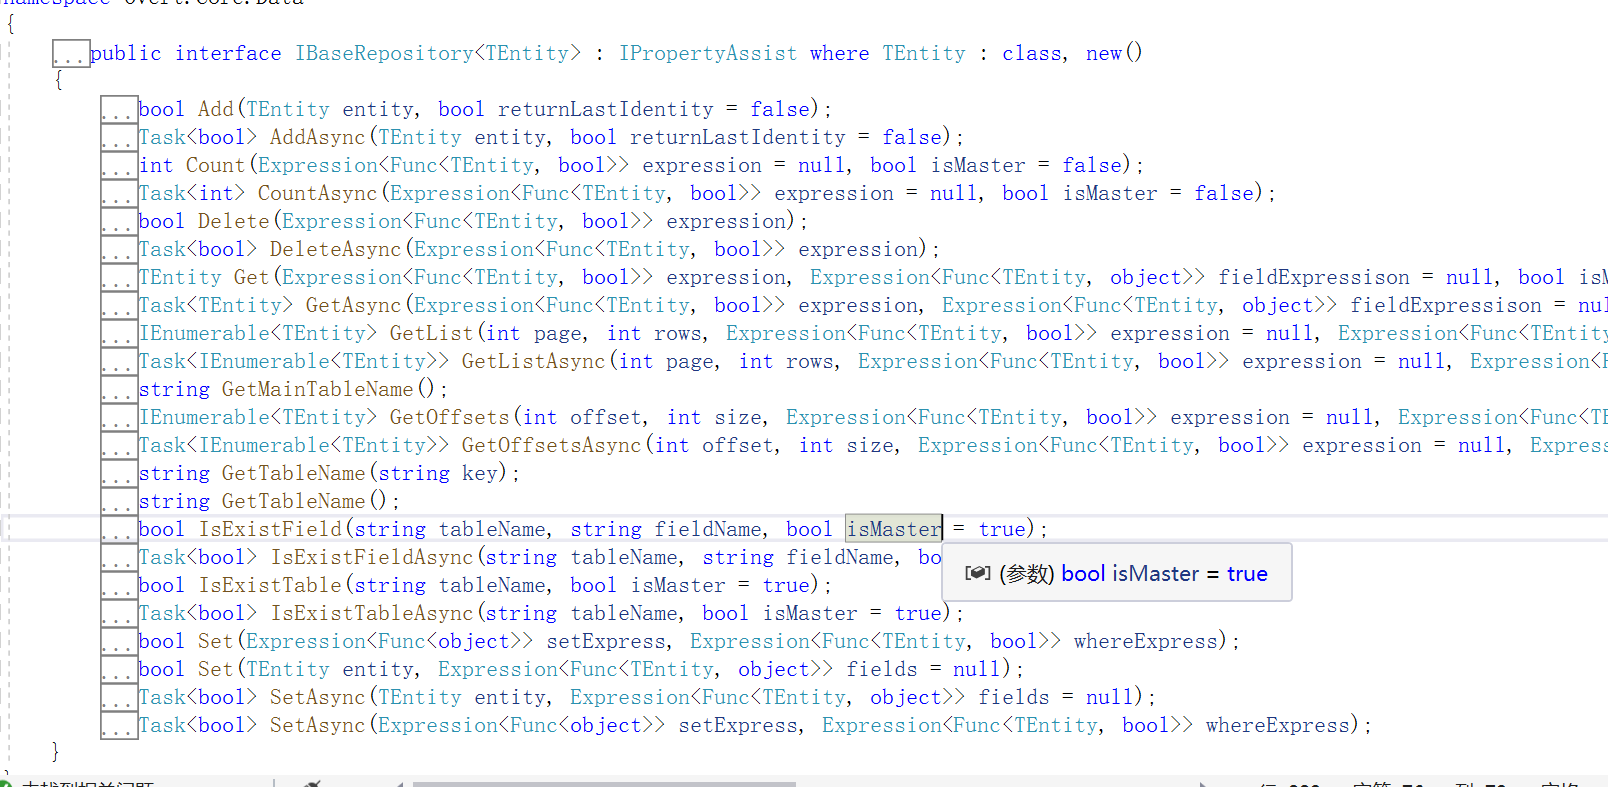 namespace Overt.Core.Data
{
...public interface IBaseRepository<TEntity> : IPropertyAssist where TEntity : class, new()
{
...bool Add(TEntity entity, bool returnLastIdentity = false);
...Task<bool> AddAsync(TEntity entity, bool returnLastIdentity = false);
...int Count(Expression<Func<TEntity, bool>> expression = null, bool isMaster = false);
...Task<int> CountAsync(Expression<Func<TEntity, bool>> expression = null, bool isMaster = false);
...bool Delete(Expression<Func<TEntity, bool>> expression);
...Task<bool> DeleteAsync(Expression<Func<TEntity, bool>> expression);
...TEntity Get(Expression<Func<TEntity, bool>> expression, Expression<Func<TEntity, object>> fieldExpressison = null, bool isM
...Task<TEntity> GetAsync(Expression<Func<TEntity, bool>> expression, Expression<Func<TEntity, object>> fieldExpressison = nul
...IEnumerable<TEntity> GetList(int page, int rows, Expression<Func<TEntity, bool>> expression = null, Expression<Func<TEntity
...Task<IEnumerable<TEntity>> GetListAsync(int page, int rows, Expression<Func<TEntity, bool>> expression = null, Expression<F
...string GetMainTableName();
...IEnumerable<TEntity> GetOffsets(int offset, int size, Expression<Func<TEntity, bool>> expression = null, Expression<Func<TE
...Task<IEnumerable<TEntity>> GetOffsetsAsync(int offset, int size, Expression<Func<TEntity, bool>> expression = null, Express
...string GetTableName(string key);
...string GetTableName();
...bool IsExistField(string tableName, string fieldName, bool isMaster = true);
...Task<bool> IsExistFieldAsync(string tableName, string fieldName, bo
(参数) bool isMaster = true
...bool IsExistTable(string tableName, bool isMaster = true);
...Task<bool> IsExistTableAsync(string tableName, bool isMaster = true);
...bool Set(Expression<Func<object>> setExpress, Expression<Func<TEntity, bool>> whereExpress);
...bool Set(TEntity entity, Expression<Func<TEntity, object>> fields = null);
...Task<bool> SetAsync(TEntity entity, Expression<Func<TEntity, object>> fields = null);
...Task<bool> SetAsync(Expression<Func<object>> setExpress, Expression<Func<TEntity, bool>> whereExpress);
}
}
未找到相关问题